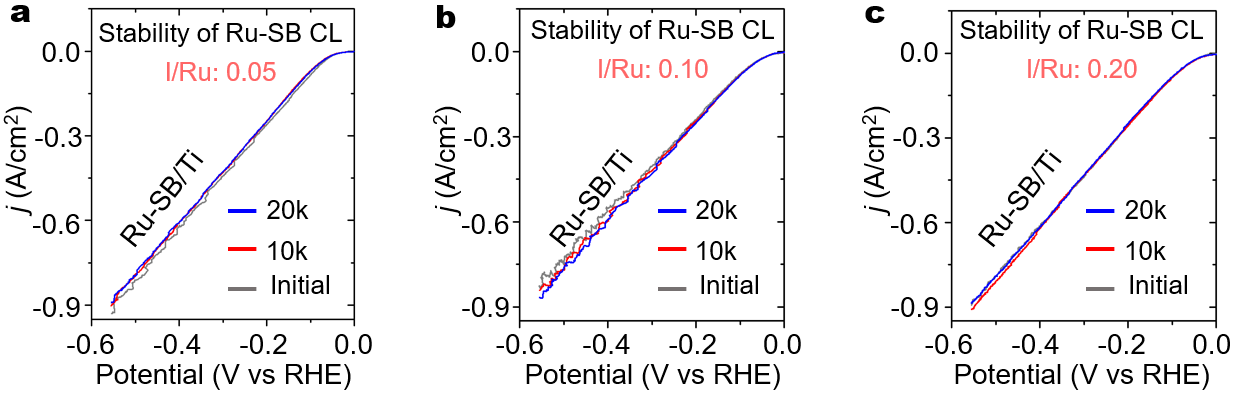 a
Stability of Ru-SB CL
I/Ru: 0.05
Ru-SB/Ti
20k
10k
Initial
0.0
-0.3
-0.6
-0.9
j (A/cm²)
-0.6
-0.4
-0.2
0.0
Potential (V vs RHE)
b
Stability of Ru-SB CL
I/Ru: 0.10
Ru-SB/Ti
20k
10k
Initial
0.0
-0.3
-0.6
-0.9
j (A/cm²)
-0.6
-0.4
-0.2
0.0
Potential (V vs RHE)
c
Stability of Ru-SB CL
I/Ru: 0.20
Ru-SB/Ti
20k
10k
Initial
0.0
-0.3
-0.6
-0.9
j (A/cm²)
-0.6
-0.4
-0.2
0.0
Potential (V vs RHE)